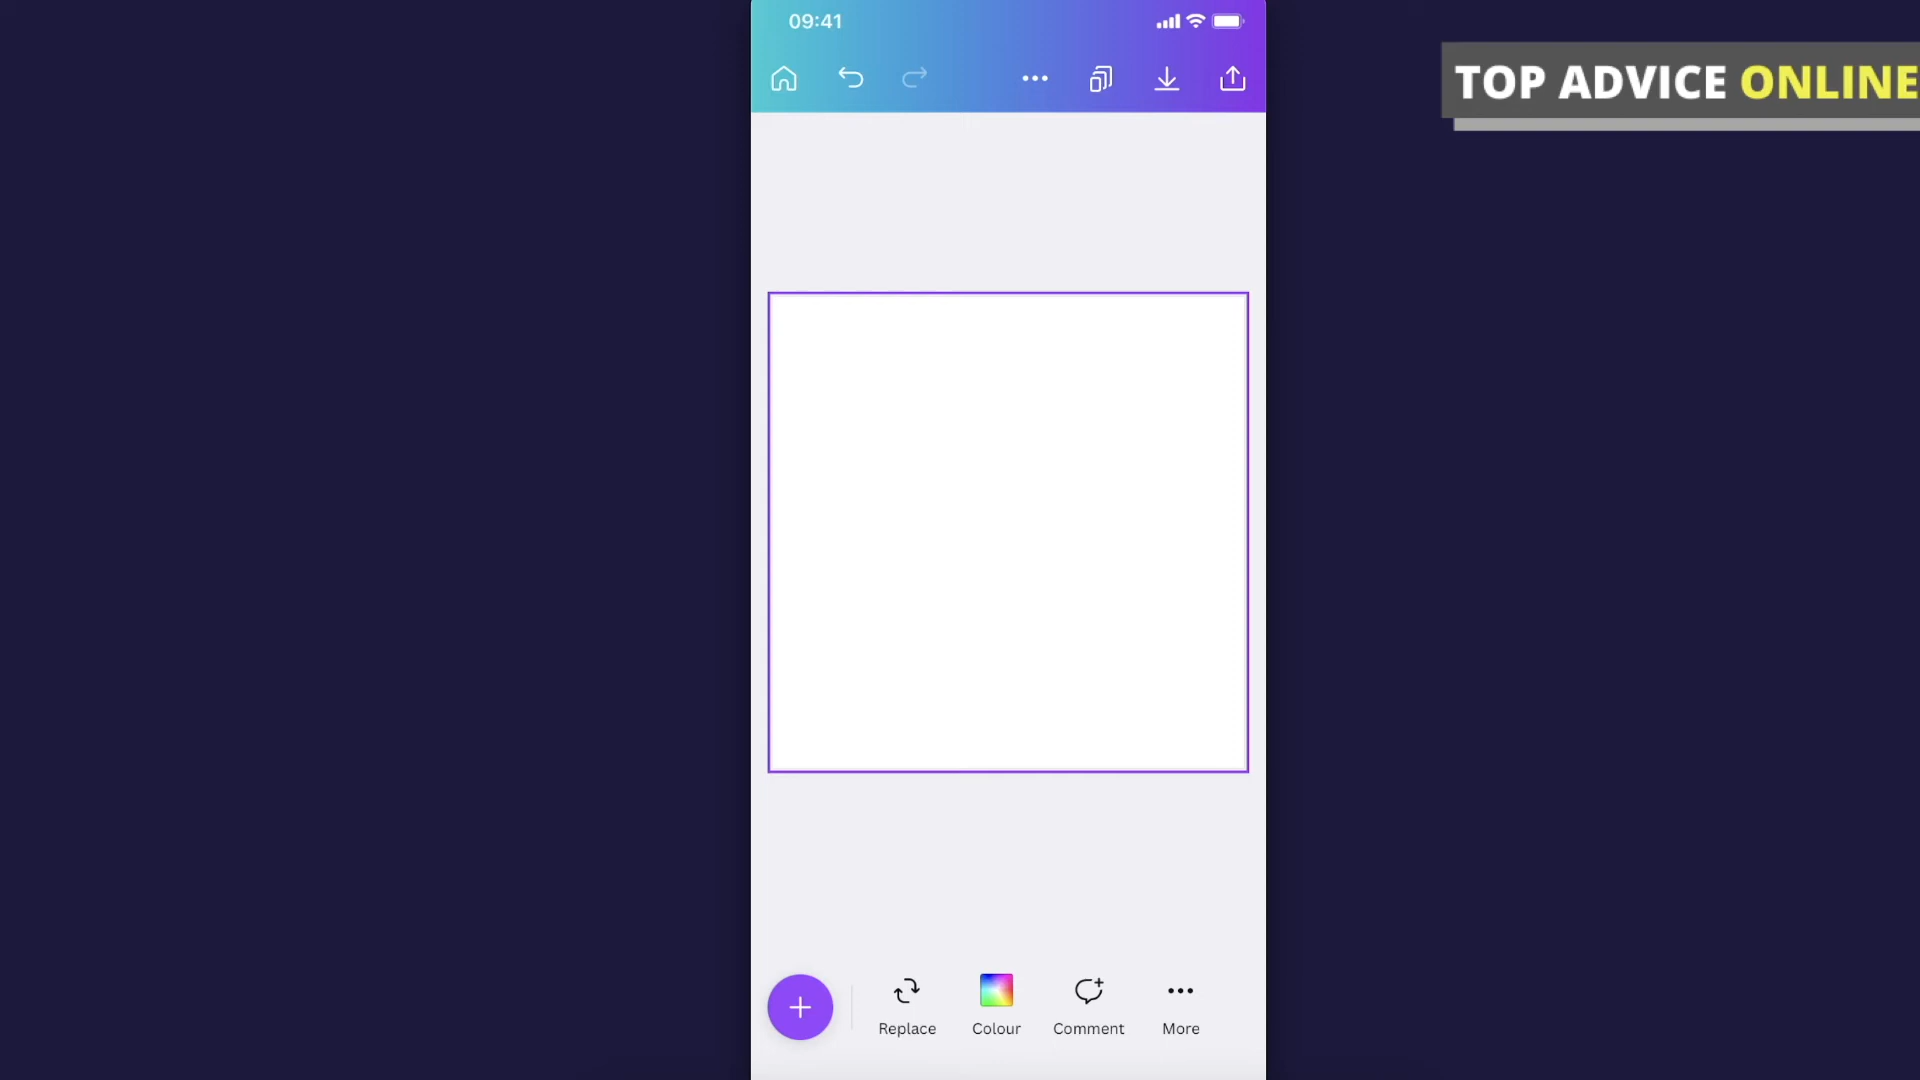 09:41
TOP ADVICE ONLINE
Replace
Colour
Comment
More